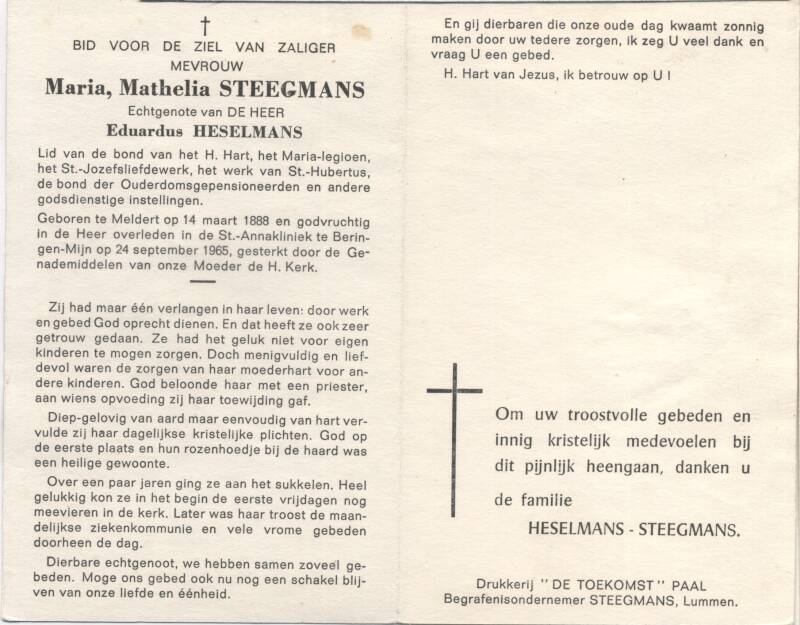 BID VOOR DE ZIEL VAN ZALIGER
MEVROUW
Maria, Mathelia STEEGMANS
Echtgenote van DE HEER
Eduardus HESELMANS
Lid van de bond van het H. Hart, het Maria-legioen,
het St.-Jozefsliefdewerk, het werk van St.-Hubertus,
de bond der Ouderdomsgepensioneerden en andere
godsdienstige instellingen.
Geboren te Meldert op 14 maart 1888 en godvruchtig
in de Heer overleden in de St.-Annakliniek te Berin-
gen-Mijn op 24 september 1965, gesterkt door de Ge-
nademiddelen van onze Moeder de H. Kerk.
Zij had maar één verlangen in haar leven: door werk
en gebed God oprecht dienen. En dat heeft ze ook zeer
getrouw gedaan. Ze had het geluk niet voor eigen
kinderen te mogen zorgen. Doch menigvuldig en lief-
devol waren de zorgen van haar moederhart voor an-
dere kinderen. God beloonde haar met een priester,
aan wiens opvoeding zij haar toewijding gaf.
Diep-gelovig van aard maar eenvoudig van hart ver-
vulde zij haar dagelijkse kristelijke plichten. God op
de eerste plaats en hun rozenhoedje bij de haard was
een heilige gewoonte.
Over een paar jaren ging ze aan het sukkelen. Heel
gelukkig kon ze in het begin de eerste vrijdagen nog
meevieren in de kerk. Later was haar troost de maan-
delijkse ziekenkommunie en vele vrome gebeden
doorheen de dag.
Dierbare echtgenoot, we hebben samen zoveel ge-
beden. Moge ons gebed ook nu nog een schakel blij-
ven van onze liefde en éénheid.
En gij dierbaren die onze oude dag kwaamt zonnig
maken door uw tedere zorgen, ik zeg U veel dank en
vraag U een gebed.
H. Hart van Jezus, ik betrouw op U !
Om uw troostvolle gebeden en
innig kristelijk medevoelen bij
dit pijnlijk heengaan, danken u
de familie
HESELMANS - STEEGMANS.
Drukkerij "DE TOEKOMST" PAAL
Begrafenisondernemer STEEGMANS, Lummen.